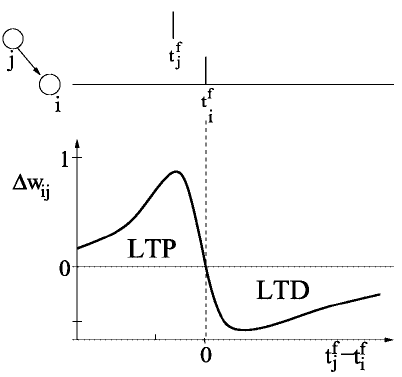 j
i
t_j^f
t_i^f
1
Δw_ij
LTP
0
LTD
0
t_j^f−t_i^f